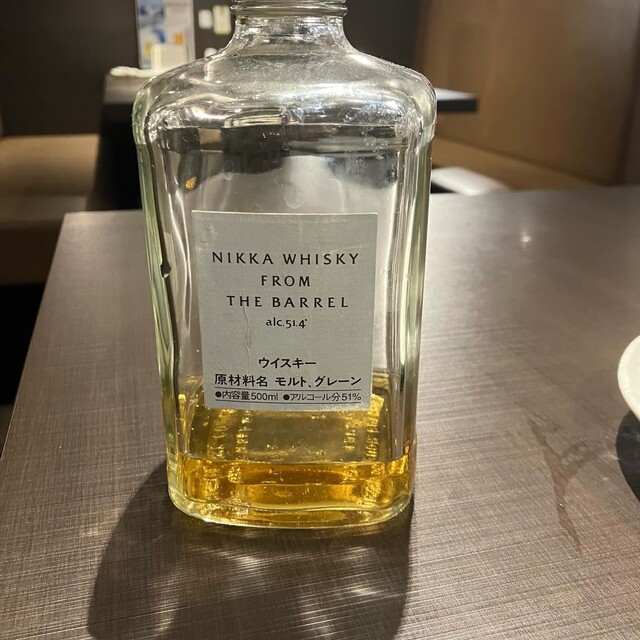 NIKKA WHISKY
FROM
THE BARREL
alc.51.4°
ウイスキー
原材料名 モルト、グレーン
●内容量500ml ●アルコール分51%